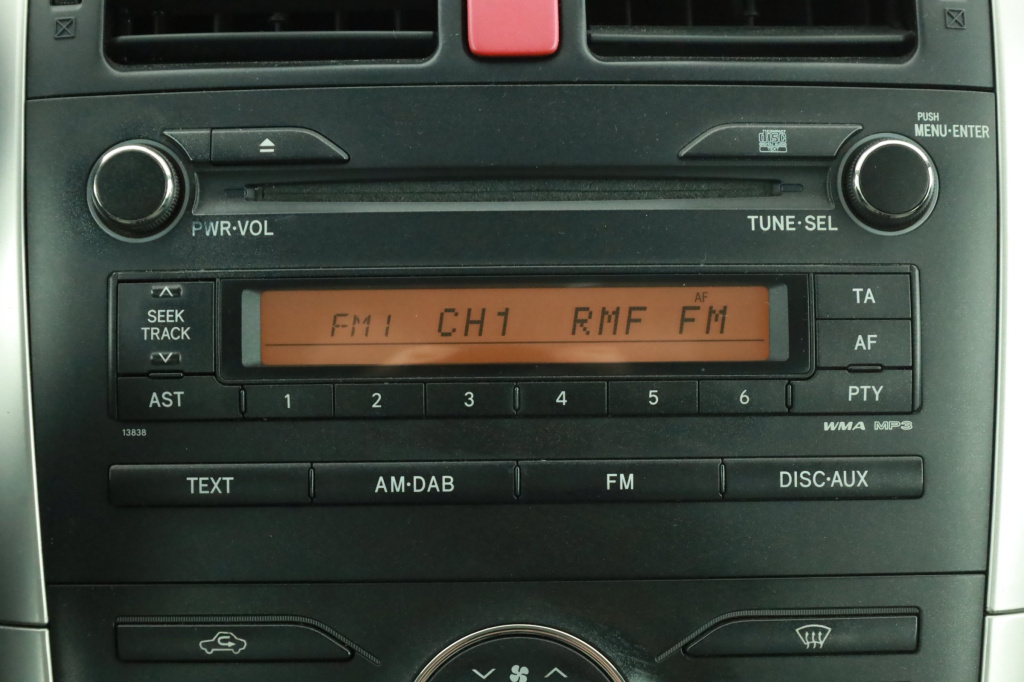 PUSH
MENU·ENTER
PWR·VOL
TUNE·SEL
SEEK
TRACK
AF
FM1 CH1 RMF FM
TA
AF
AST 1 2 3 4 5 6 PTY
13838
WMA MP3
TEXT AM·DAB FM DISC·AUX